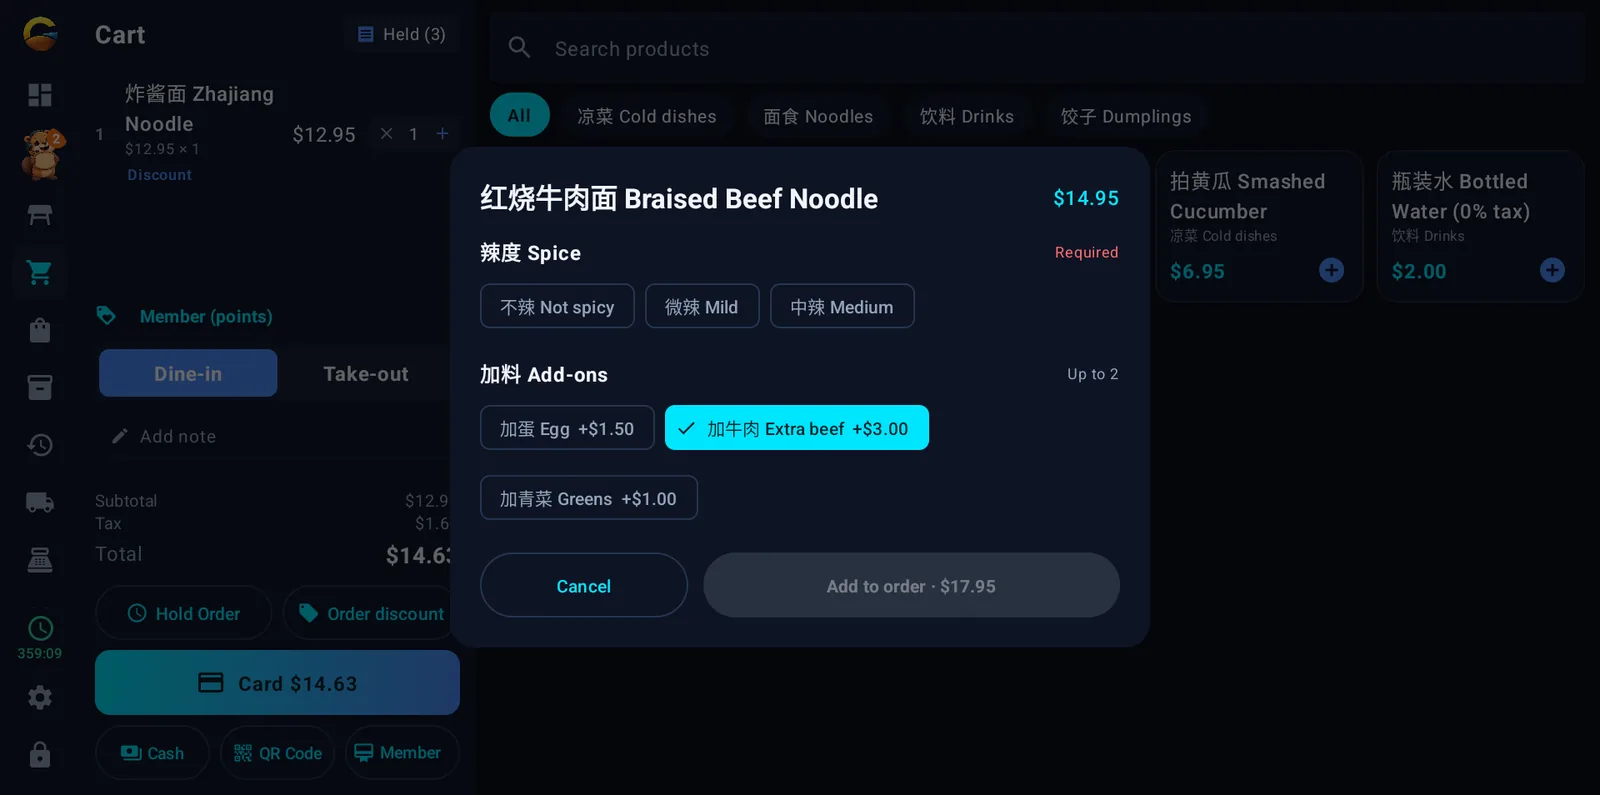 Cart
Held (3)
Search products
All
凉菜 Cold dishes
面食 Noodles
饮料 Drinks
饺子 Dumplings
2
1
炸酱面 Zhajiang
Noodle
$12.95 × 1
Discount
$12.95
× 1 +
Member (points)
Dine-in
Take-out
Add note
Subtotal
$12.9
Tax
$1.6
Total
$14.63
Hold Order
Order discount
Card $14.63
Cash
QR Code
Member
359:09
红烧牛肉面 Braised Beef Noodle
$14.95
辣度 Spice
Required
不辣 Not spicy
微辣 Mild
中辣 Medium
加料 Add-ons
Up to 2
加蛋 Egg +$1.50
加牛肉 Extra beef +$3.00
加青菜 Greens +$1.00
Cancel
Add to order · $17.95
拍黄瓜 Smashed
Cucumber
凉菜 Cold dishes
$6.95
瓶装水 Bottled
Water (0% tax)
饮料 Drinks
$2.00